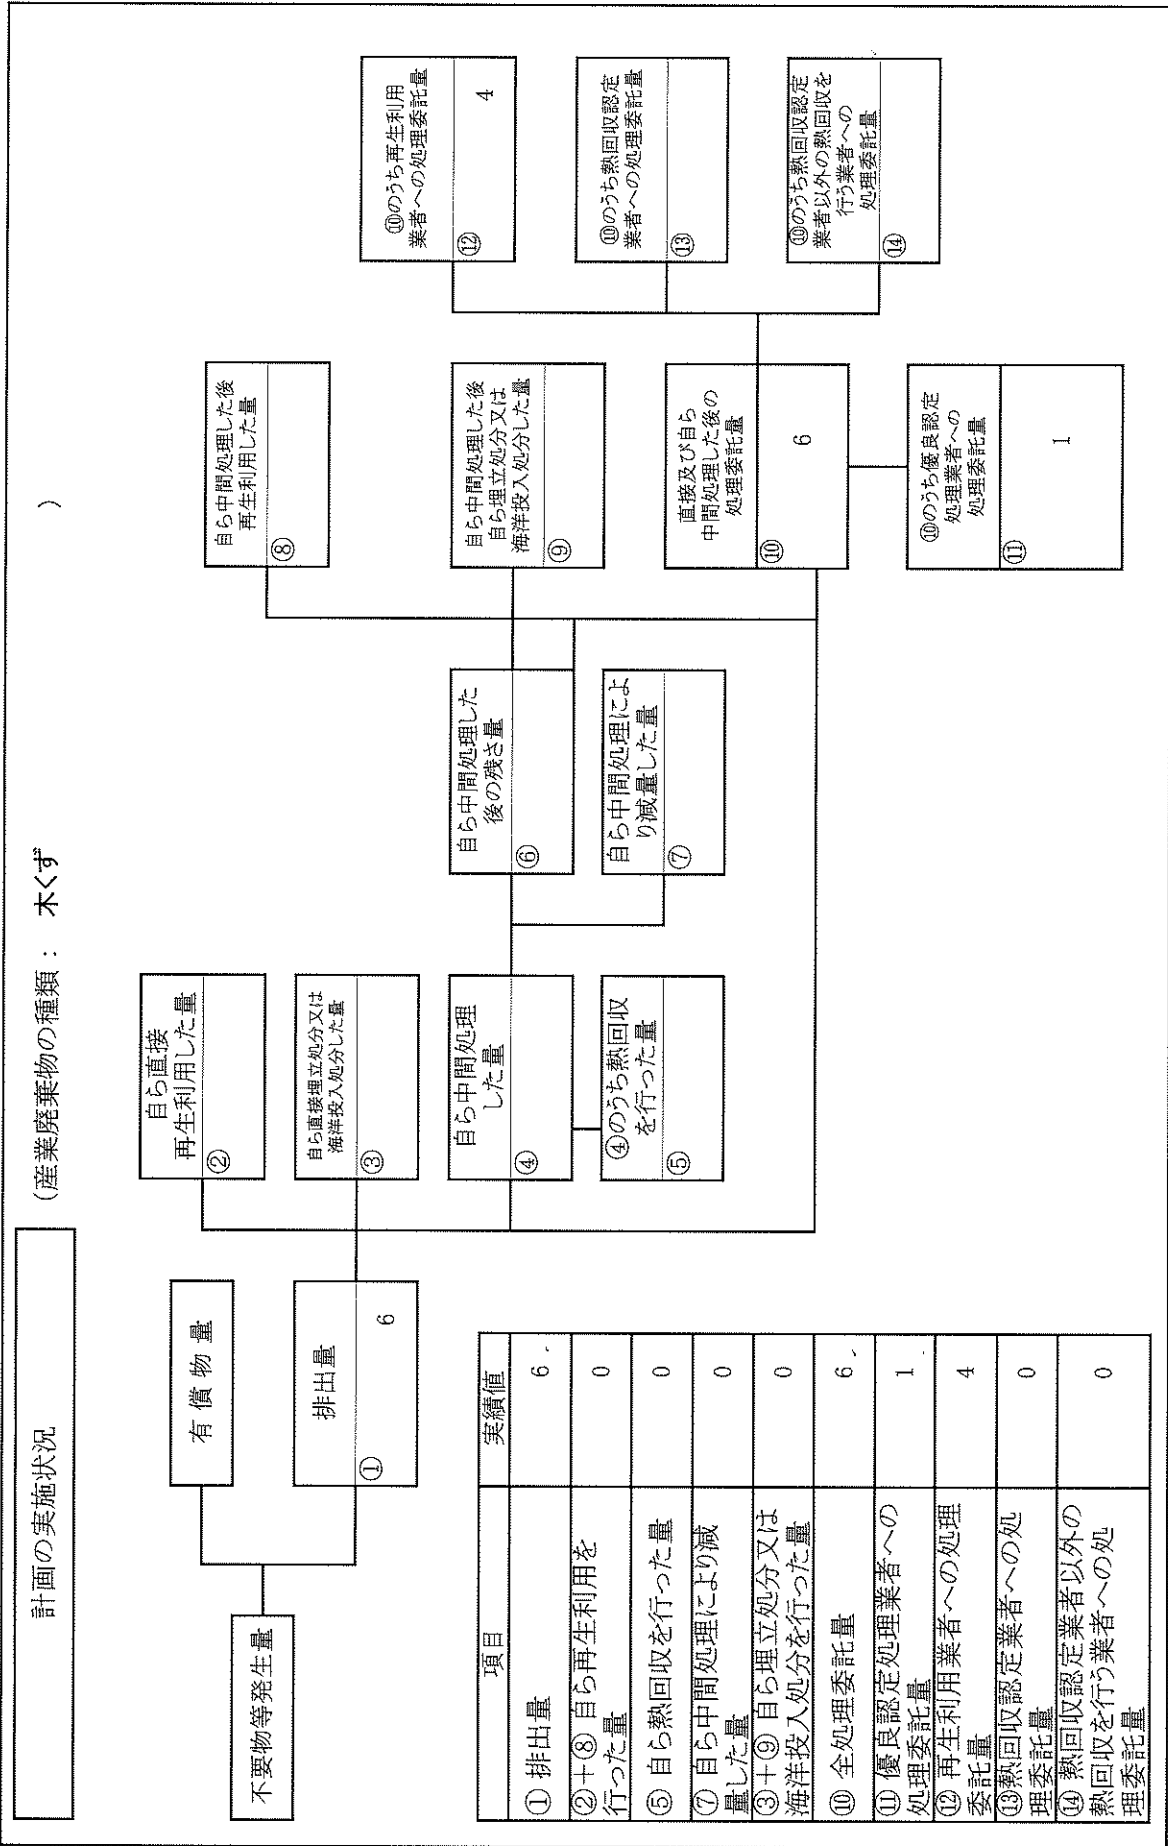 計画の実施状況
(産業廃棄物の種類： 木くず )
不要物等発生量
有償物量
排出量
① 6
自ら直接
再生利用した量
②
自ら直接埋立処分又は
海洋投入処分した量
③
自ら中間処理
した量
④
④のうち熱回収
を行った量
⑤
自ら中間処理した
後の残さ量
⑥
自ら中間処理によ
り減量した量
⑦
自ら中間処理した後
再生利用した量
⑧
自ら中間処理した後
自ら埋立処分又は
海洋投入処分した量
⑨
直接及び自ら
中間処理した後の
処理委託量
⑩ 6
⑩のうち優良認定
処理業者への
処理委託量
⑪ 1
⑩のうち再生利用
業者への処理委託量
⑫ 4
⑩のうち熱回収認定
業者への処理委託量
⑬
⑩のうち熱回収認定
業者以外の熱回収を
行う業者への
処理委託量
⑭
項目 実績値
①排出量 6
②+⑧自ら再生利用を
行った量 0
⑤自ら熱回収を行った量 0
⑦自ら中間処理により減
量した量 0
③+⑨自ら埋立処分又は
海洋投入処分を行った量 0
⑩全処理委託量 6
⑪優良認定処理業者への
処理委託量 1
⑫再生利用業者への処理
委託量 4
⑬熱回収認定業者への処
理委託量 0
⑭熱回収認定業者以外の
熱回収を行う業者への処
理委託量 0